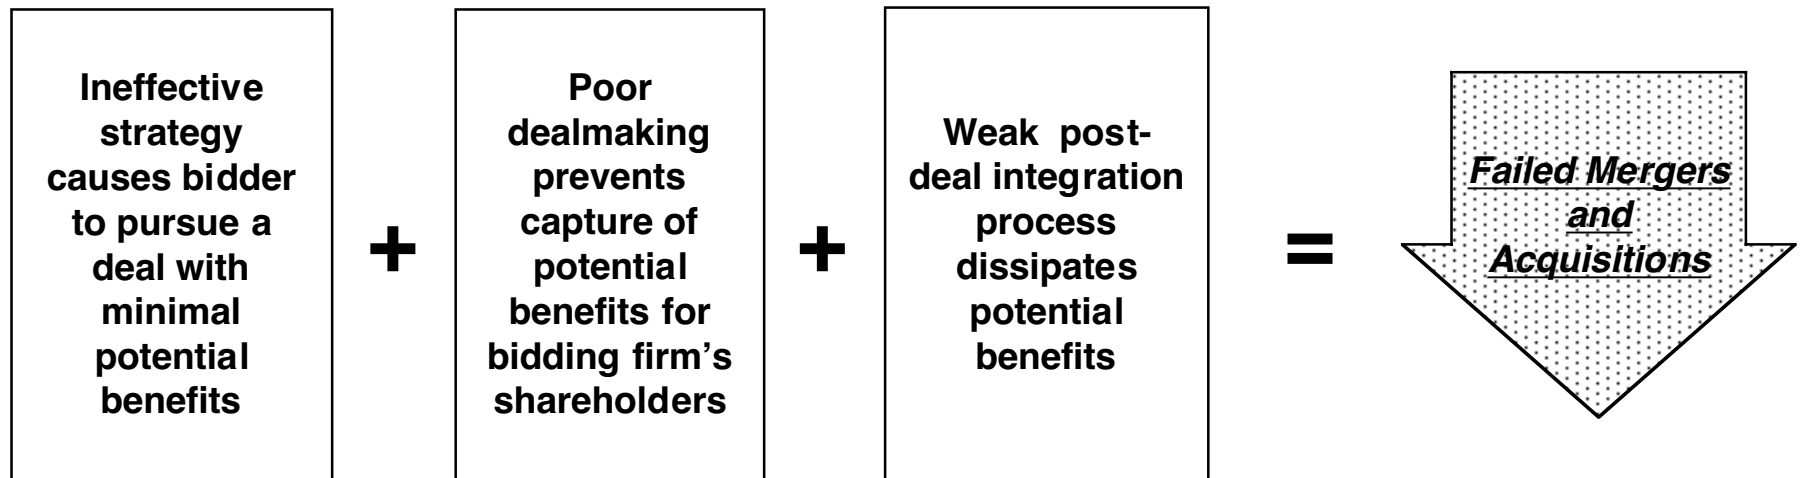 Ineffective
strategy
causes bidder
to pursue a
deal with
minimal
potential
benefits
+
Poor
dealmaking
prevents
capture of
potential
benefits for
bidding firm's
shareholders
+
Weak post-
deal integration
process
dissipates
potential
benefits
=
Failed Mergers
and
Acquisitions